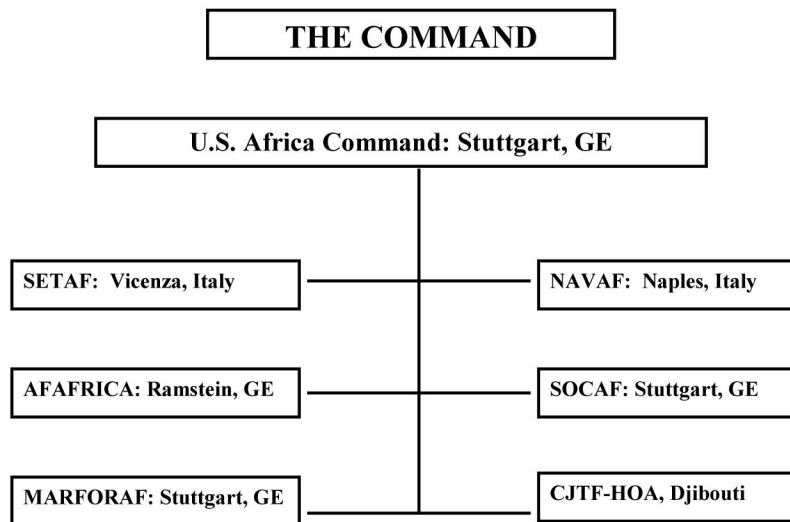 THE COMMAND
U.S. Africa Command: Stuttgart, GE
SETAF:  Vicenza, Italy
NAVAF:  Naples, Italy
AFAFRICA: Ramstein, GE
SOCAF: Stuttgart, GE
MARFORAF: Stuttgart, GE
CJTF-HOA, Djibouti